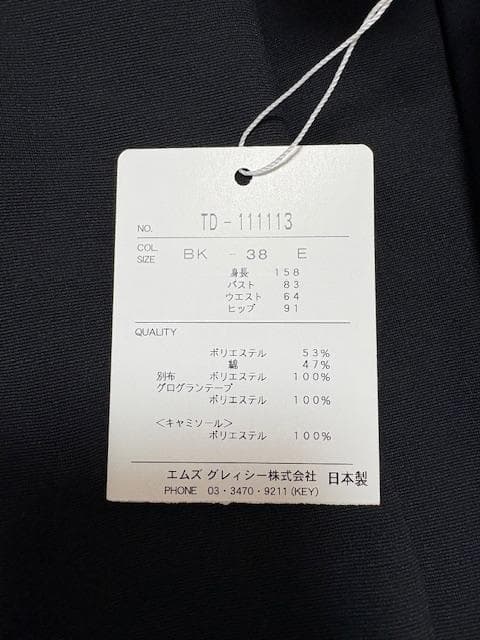 NO. TD-111113
COL. SIZE BK - 38 E
身長 158
バスト 83
ウエスト 64
ヒップ 91
QUALITY
ポリエステル 53%
綿 47%
別布 ポリエステル 100%
グログランテープ
ポリエステル 100%
<キャミソール>
ポリエステル 100%
エムズ グレィシー株式会社 日本製
PHONE 03・3470・9211(KEY)